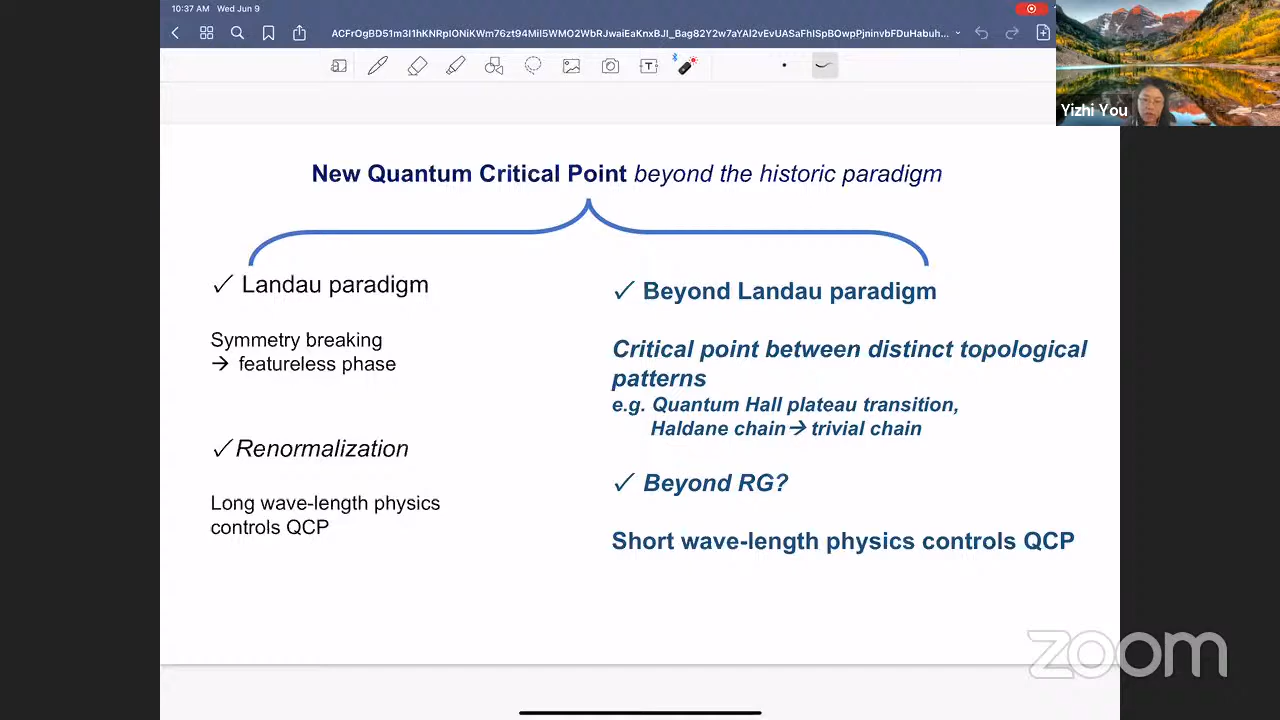 10:37 AM Wed Jun 9
New Quantum Critical Point beyond the historic paradigm
✓ Landau paradigm
Symmetry breaking
→ featureless phase
✓ Renormalization
Long wave-length physics
controls QCP
✓ Beyond Landau paradigm
Critical point between distinct topological
patterns
e.g. Quantum Hall plateau transition,
Haldane chain→ trivial chain
✓ Beyond RG?
Short wave-length physics controls QCP
Yizhi You
T
zoom